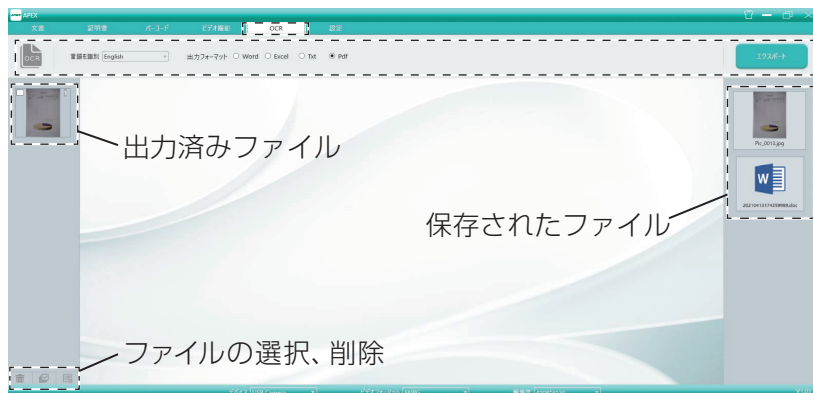 APEX
文書 証明書 バーコード ビデオ撮影 OCR 設定
OCR 言語を識別 English 出力フォーマット Word Excel Txt Pdf エクスポート
出力済みファイル
Pic_0013.jpg
保存されたファイル
ファイルの選択、削除